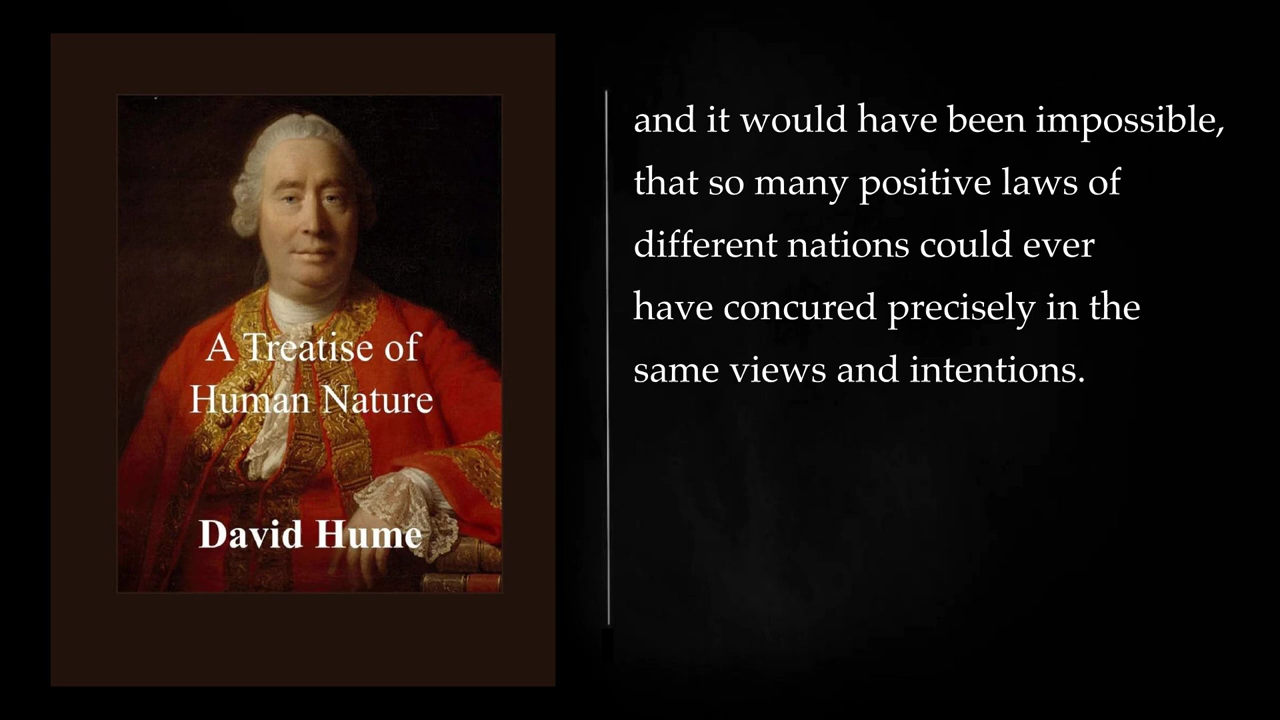 A Treatise of
Human Nature
David Hume
and it would have been impossible,
that so many positive laws of
different nations could ever
have concured precisely in the
same views and intentions.